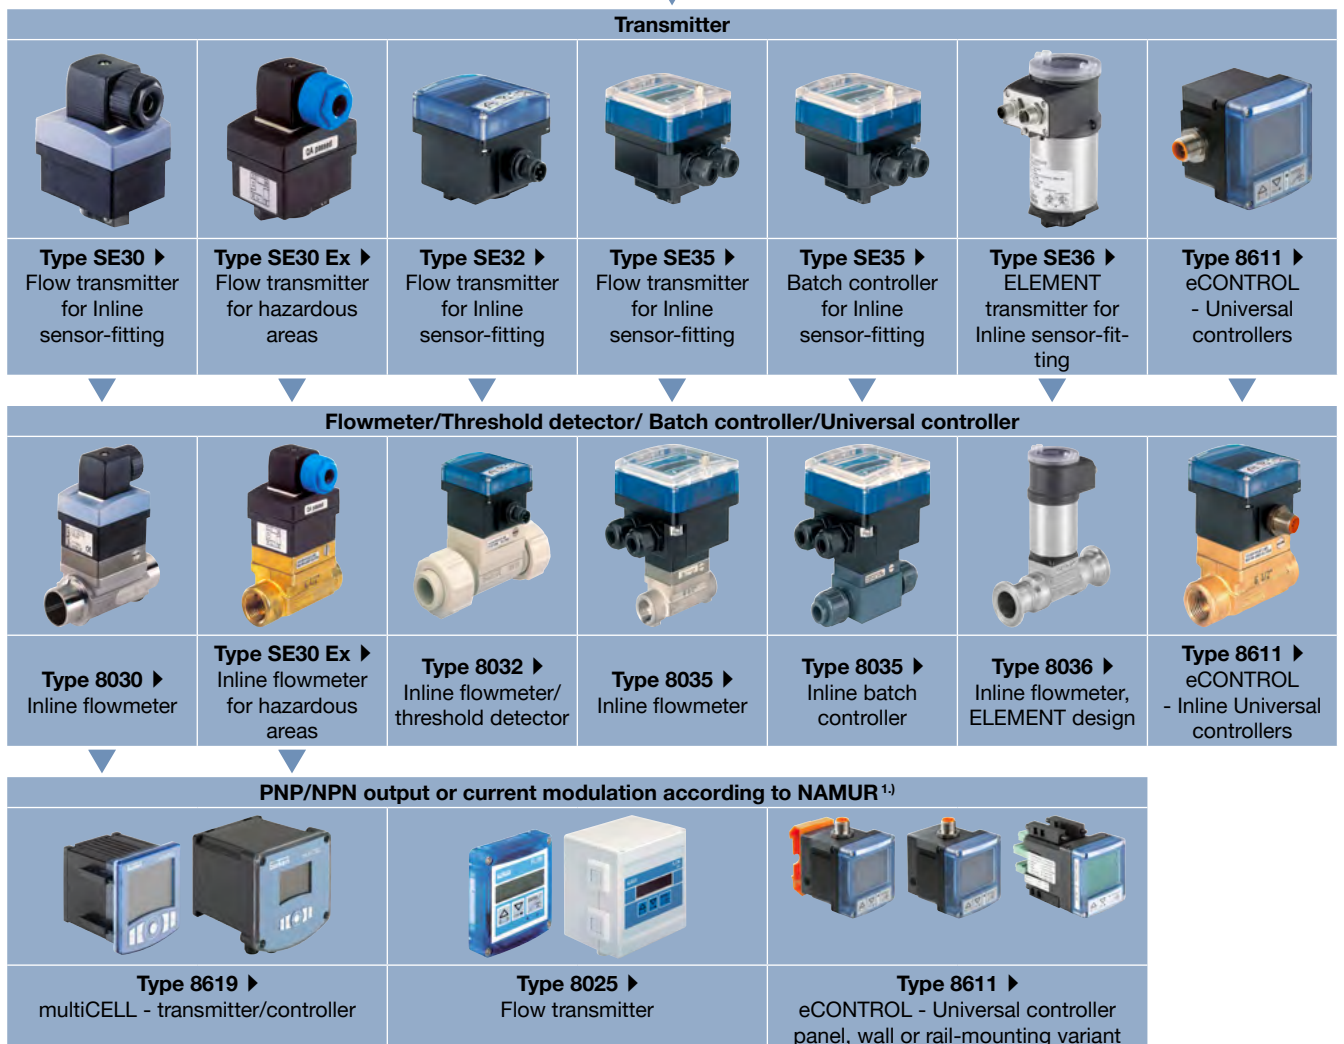 Transmitter
QA passed
Type SE30 ▶
Flow transmitter
for Inline
sensor-fitting
Type SE30 Ex ▶
Flow transmitter
for hazardous
areas
Type SE32 ▶
Flow transmitter
for Inline
sensor-fitting
Type SE35 ▶
Flow transmitter
for Inline
sensor-fitting
Type SE35 ▶
Batch controller
for Inline
sensor-fitting
Type SE36 ▶
ELEMENT
transmitter for
Inline sensor-fit-
ting
Type 8611 ▶
eCONTROL
- Universal
controllers
Flowmeter/Threshold detector/ Batch controller/Universal controller
QA passed
Type 8030 ▶
Inline flowmeter
Type SE30 Ex ▶
Inline flowmeter
for hazardous
areas
Type 8032 ▶
Inline flowmeter/
threshold detector
Type 8035 ▶
Inline flowmeter
Type 8035 ▶
Inline batch
controller
Type 8036 ▶
Inline flowmeter,
ELEMENT design
Type 8611 ▶
eCONTROL
- Inline Universal
controllers
PNP/NPN output or current modulation according to NAMUR 1.)
Type 8619 ▶
multiCELL - transmitter/controller
Type 8025 ▶
Flow transmitter
Type 8611 ▶
eCONTROL - Universal controller
panel, wall or rail-mounting variant